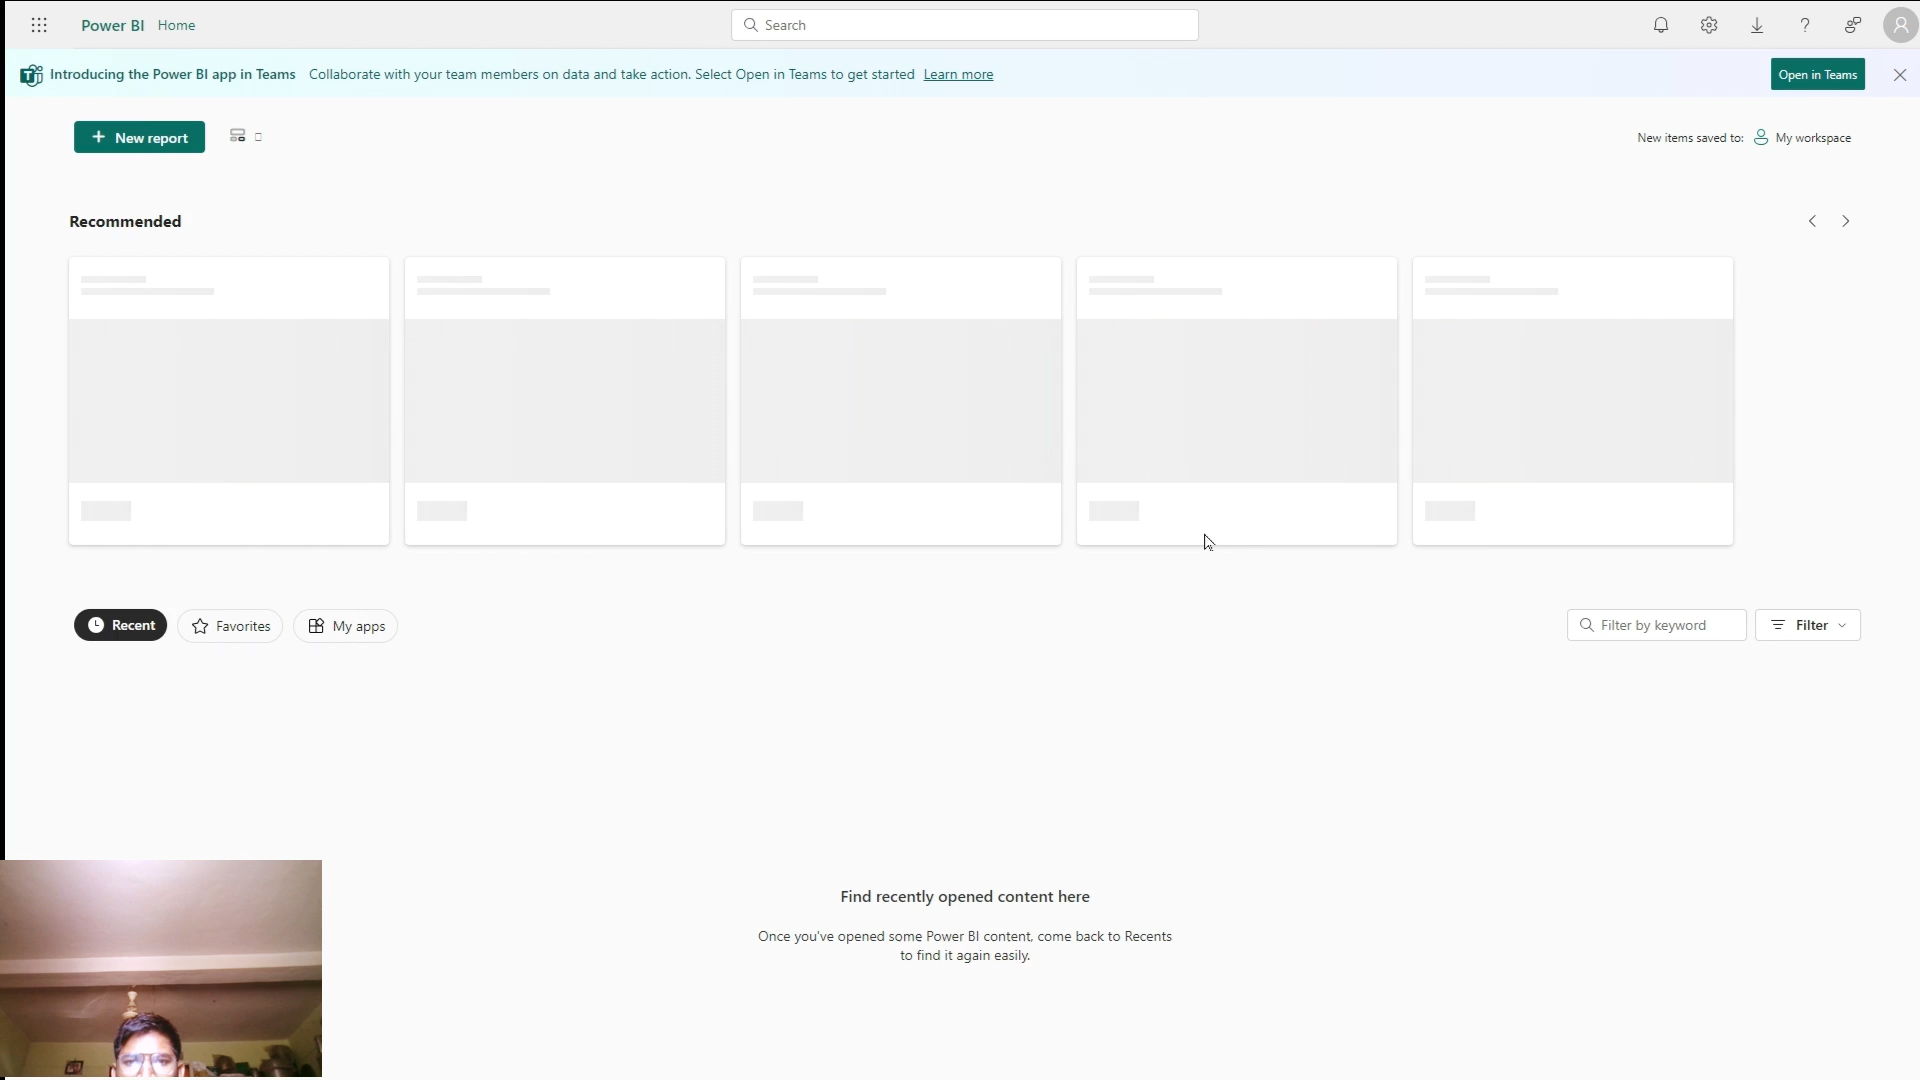 Power BI Home
Search
Introducing the Power BI app in Teams Collaborate with your team members on data and take action. Select Open in Teams to get started Learn more
Open in Teams
New report
New items saved to: My workspace
Recommended
Recent
Favorites
My apps
Filter by keyword
Filter
Find recently opened content here
Once you've opened some Power BI content, come back to Recents
to find it again easily.